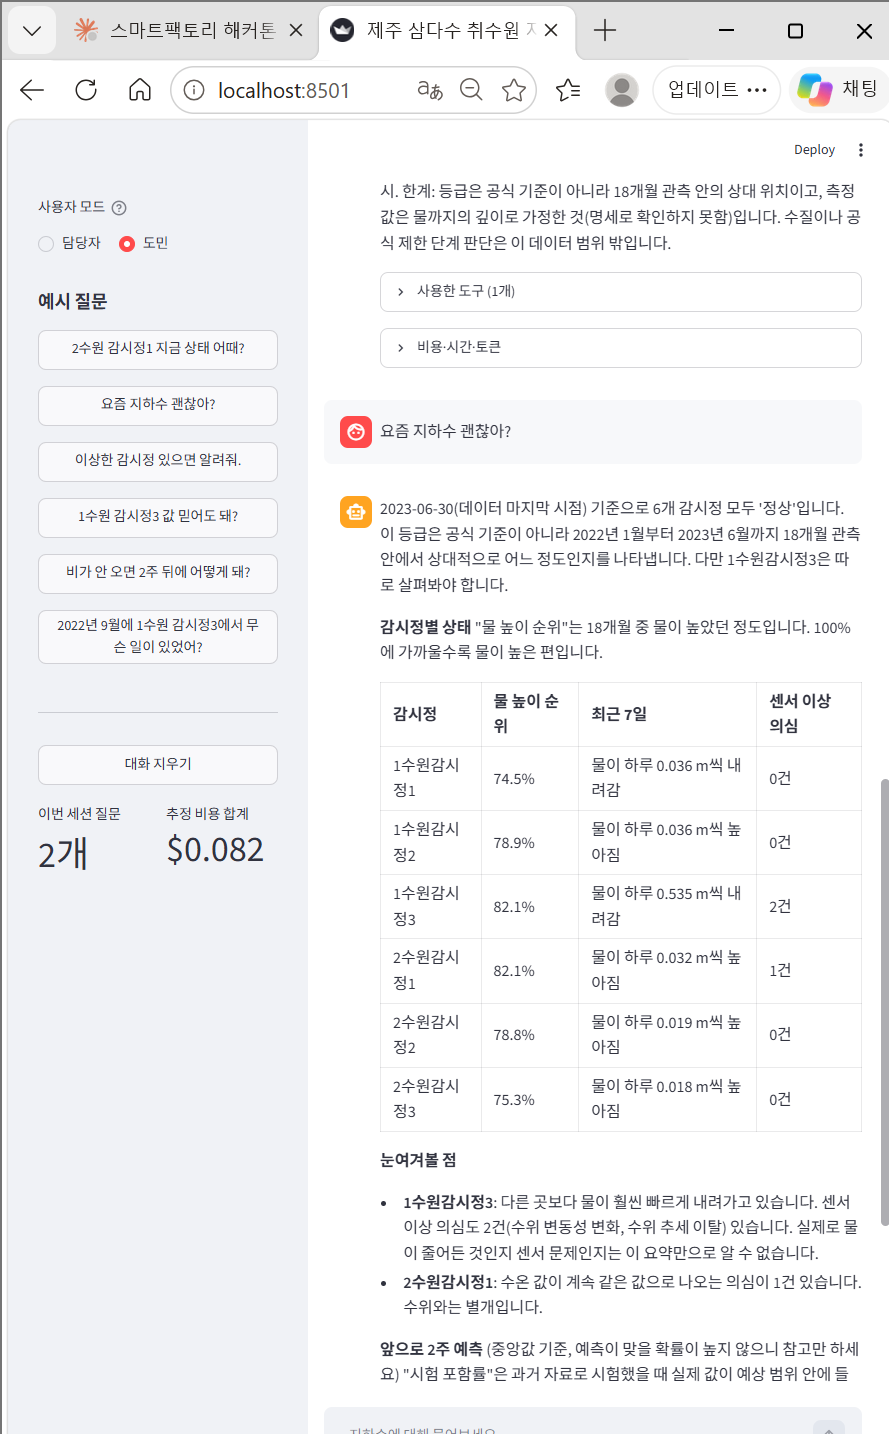 스마트팩토리 해커톤
제주 삼다수 취수원 지
localhost:8501
업데이트
채팅
Deploy
사용자 모드
담당자
도민
예시 질문
2수원 감시정1 지금 상태 어때?
요즘 지하수 괜찮아?
이상한 감시정 있으면 알려줘.
1수원 감시정3 값 믿어도 돼?
비가 안 오면 2주 뒤에 어떻게 돼?
2022년 9월에 1수원 감시정3에서 무
슨 일이 있었어?
대화 지우기
이번 세션 질문
2개
추정 비용 합계
$0.082
시. 한계: 등급은 공식 기준이 아니라 18개월 관측 안의 상대 위치이고, 측정
값은 물까지의 깊이로 가정한 것(명세로 확인하지 못함)입니다. 수질이나 공
식 제한 단계 판단은 이 데이터 범위 밖입니다.
사용한 도구 (1개)
비용·시간·토큰
요즘 지하수 괜찮아?
2023-06-30(데이터 마지막 시점) 기준으로 6개 감시정 모두 '정상'입니다.
이 등급은 공식 기준이 아니라 2022년 1월부터 2023년 6월까지 18개월 관측
안에서 상대적으로 어느 정도인지를 나타냅니다. 다만 1수원감시정3은 따
로 살펴봐야 합니다.
감시정별 상태 "물 높이 순위"는 18개월 중 물이 높았던 정도입니다. 100%
에 가까울수록 물이 높은 편입니다.
감시정
물 높이 순
위
최근 7일
센서 이상
의심
1수원감시
정1
74.5%
물이 하루 0.036 m씩 내
려감
0건
1수원감시
정2
78.9%
물이 하루 0.036 m씩 높
아짐
0건
1수원감시
정3
82.1%
물이 하루 0.535 m씩 내
려감
2건
2수원감시
정1
82.1%
물이 하루 0.032 m씩 높
아짐
1건
2수원감시
정2
78.8%
물이 하루 0.019 m씩 높
아짐
0건
2수원감시
정3
75.3%
물이 하루 0.018 m씩 높
아짐
0건
눈여겨볼 점
• 1수원감시정3: 다른 곳보다 물이 훨씬 빠르게 내려가고 있습니다. 센서
이상 의심도 2건(수위 변동성 변화, 수위 추세 이탈) 있습니다. 실제로 물
이 줄어든 것인지 센서 문제인지는 이 요약만으로 알 수 없습니다.
• 2수원감시정1: 수온 값이 계속 같은 값으로 나오는 의심이 1건 있습니다.
수위와는 별개입니다.
앞으로 2주 예측 (중앙값 기준, 예측이 맞을 확률이 높지 않으니 참고만 하세
요) "시험 포함률"은 과거 자료로 시험했을 때 실제 값이 예상 범위 안에 들